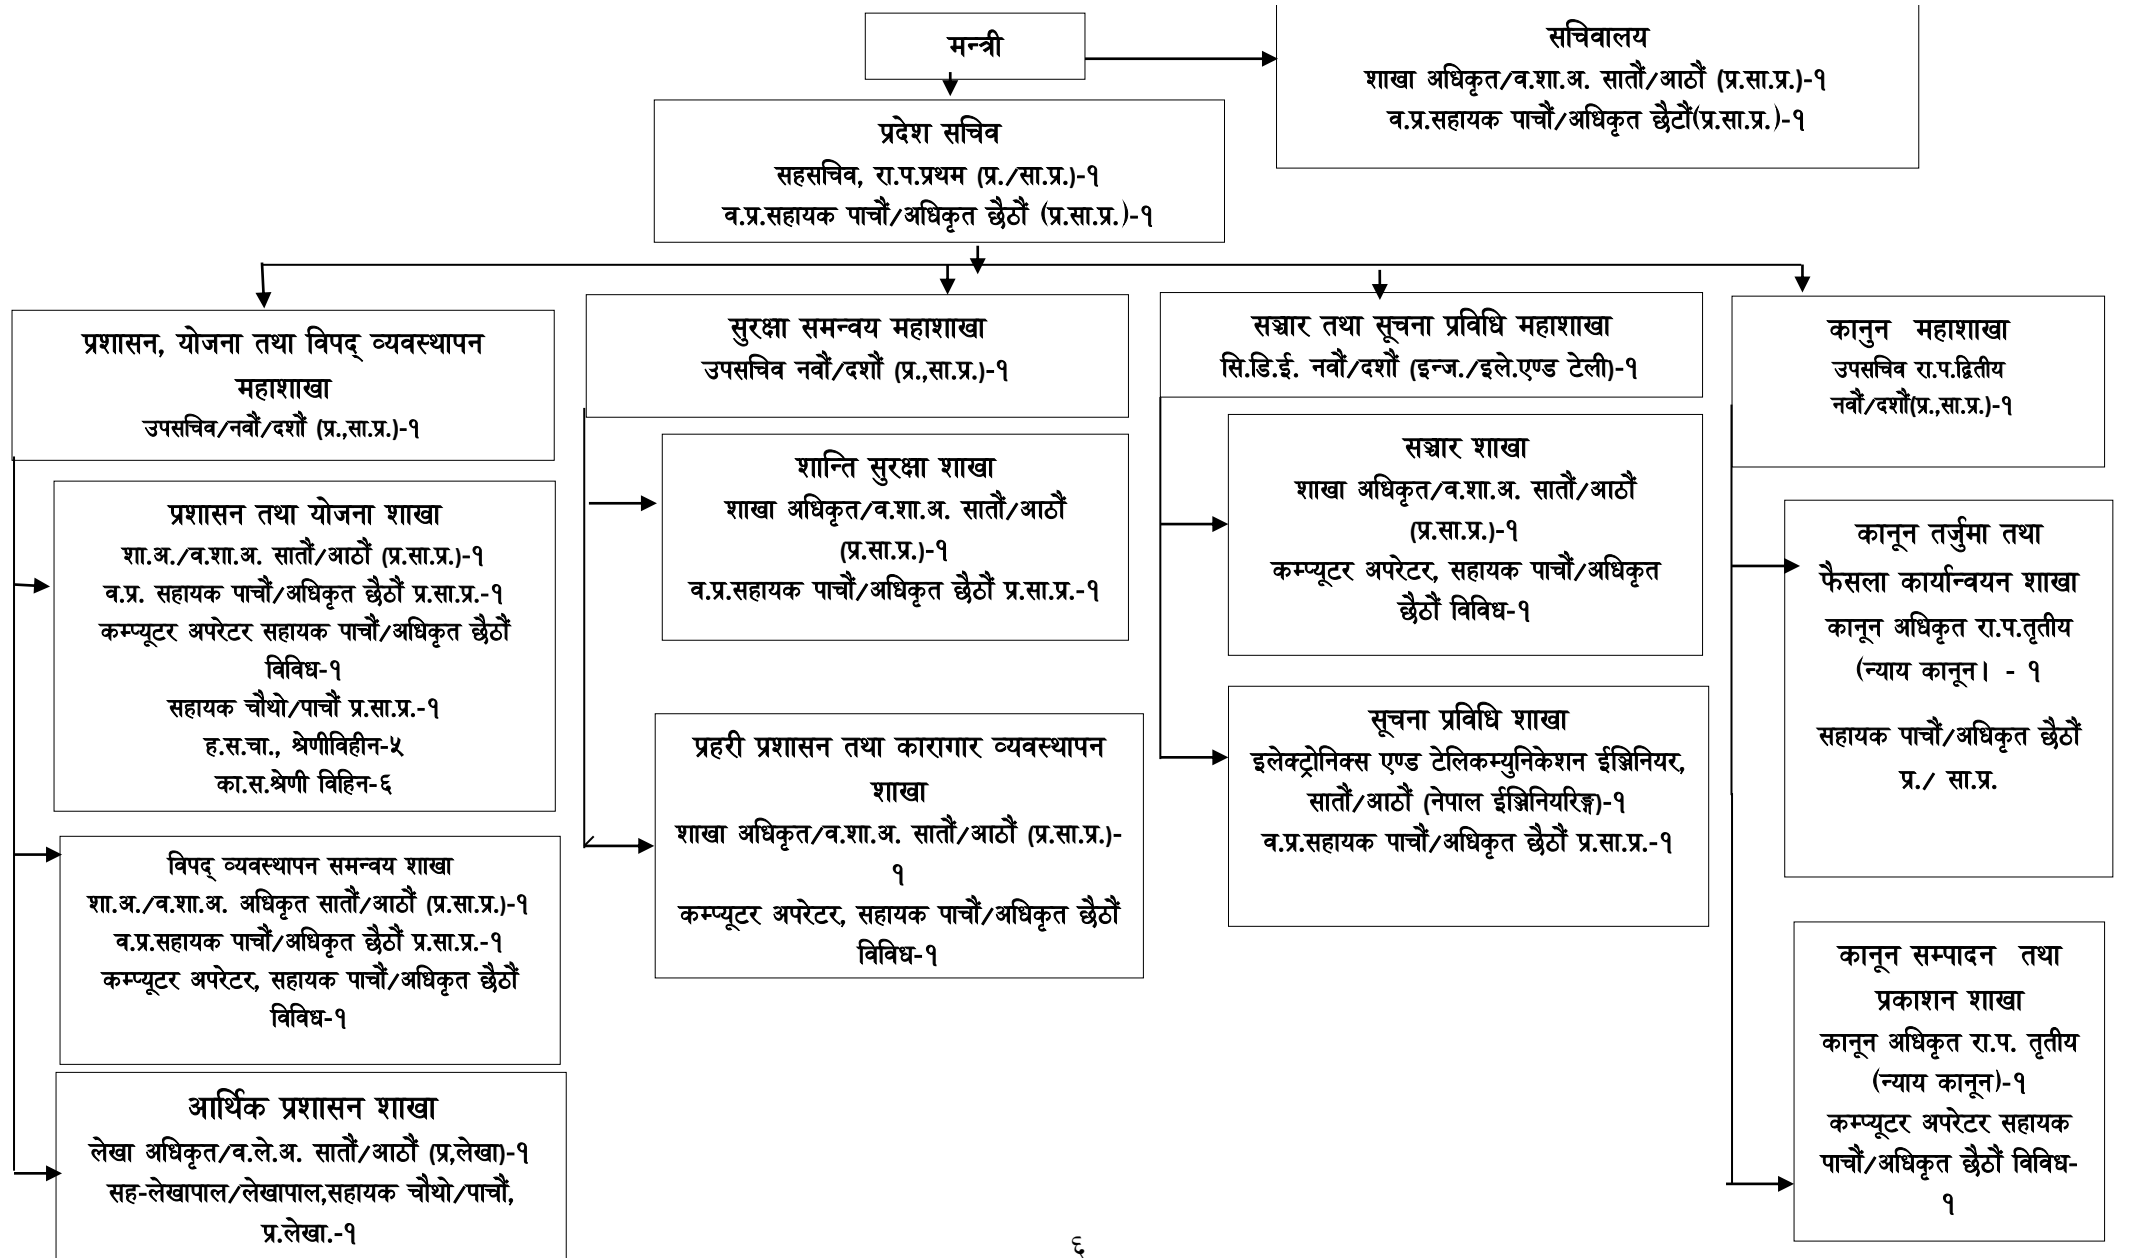 मन्त्री
सचिवालय
शाखा अधिकृत/व.शा.अ. सातौं/आठौं (प्र.सा.प्र.)-१
व.प्र.सहायक पाचौं/अधिकृत छैटौं(प्र.सा.प्र.)-१
प्रदेश सचिव
सहसचिव, रा.प.प्रथम (प्र./सा.प्र.)-१
व.प्र.सहायक पाचौं/अधिकृत छैठौं (प्र.सा.प्र.)-१
प्रशासन, योजना तथा विपद् व्यवस्थापन
महाशाखा
उपसचिव/नवौं/दशौं (प्र.,सा.प्र.)-१
प्रशासन तथा योजना शाखा
शा.अ./व.शा.अ. सातौं/आठौं (प्र.सा.प्र.)-१
व.प्र. सहायक पाचौं/अधिकृत छैठौं प्र.सा.प्र.-१
कम्प्यूटर अपरेटर सहायक पाचौं/अधिकृत छैठौं
विविध-१
सहायक चौथो/पाचौं प्र.सा.प्र.-१
ह.स.चा., श्रेणीविहीन-५
का.स.श्रेणी विहिन-६
विपद् व्यवस्थापन समन्वय शाखा
शा.अ./व.शा.अ. अधिकृत सातौं/आठौं (प्र.सा.प्र.)-१
व.प्र.सहायक पाचौं/अधिकृत छैठौं प्र.सा.प्र.-१
कम्प्यूटर अपरेटर, सहायक पाचौं/अधिकृत छैठौं
विविध-१
आर्थिक प्रशासन शाखा
लेखा अधिकृत/व.ले.अ. सातौं/आठौं (प्र,लेखा)-१
सह-लेखापाल/लेखापाल,सहायक चौथो/पाचौं,
प्र.लेखा.-१
सुरक्षा समन्वय महाशाखा
उपसचिव नवौं/दशौं (प्र.,सा.प्र.)-१
शान्ति सुरक्षा शाखा
शाखा अधिकृत/व.शा.अ. सातौं/आठौं
(प्र.सा.प्र.)-१
व.प्र.सहायक पाचौं/अधिकृत छैठौं प्र.सा.प्र.-१
प्रहरी प्रशासन तथा कारागार व्यवस्थापन
शाखा
शाखा अधिकृत/व.शा.अ. सातौं/आठौं (प्र.सा.प्र.)-
१
कम्प्यूटर अपरेटर, सहायक पाचौं/अधिकृत छैठौं
विविध-१
सञ्चार तथा सूचना प्रविधि महाशाखा
सि.डि.ई. नवौं/दशौं (इन्ज./इले.एण्ड टेली)-१
सञ्चार शाखा
शाखा अधिकृत/व.शा.अ. सातौं/आठौं
(प्र.सा.प्र.)-१
कम्प्यूटर अपरेटर, सहायक पाचौं/अधिकृत
छैठौं विविध-१
सूचना प्रविधि शाखा
इलेक्ट्रोनिक्स एण्ड टेलिकम्युनिकेशन ईञ्जिनियर,
सातौं/आठौं (नेपाल ईञ्जिनियरिङ्ग)-१
व.प्र.सहायक पाचौं/अधिकृत छैठौं प्र.सा.प्र.-१
कानुन महाशाखा
उपसचिव रा.प.द्वितीय
नवौं/दशौं(प्र.,सा.प्र.)-१
कानून तर्जुमा तथा
फैसला कार्यान्वयन शाखा
कानून अधिकृत रा.प.तृतीय
(न्याय कानून। - १
सहायक पाचौं/अधिकृत छैठौं
प्र./ सा.प्र.
कानून सम्पादन तथा
प्रकाशन शाखा
कानून अधिकृत रा.प. तृतीय
(न्याय कानून)-१
कम्प्यूटर अपरेटर सहायक
पाचौं/अधिकृत छैठौं विविध-
१
६